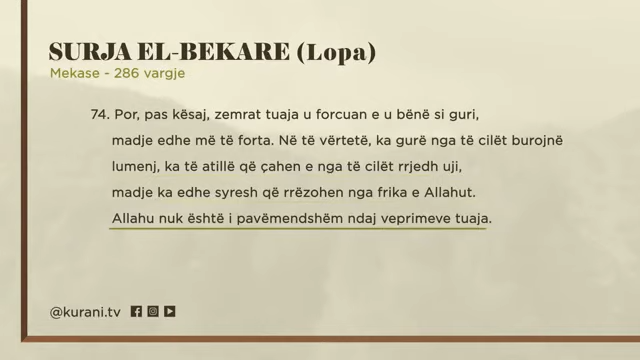 SURJA EL-BEKARE (Lopa)
Mekase - 286 vargje
74. Por, pas kësaj, zemrat tuaja u forcuan e u bënë si guri,
madje edhe më të forta. Në të vërtetë, ka gurë nga të cilët burojnë
lumenj, ka të atillë që çahen e nga të cilët rrjedh uji,
madje ka edhe syresh që rrëzohen nga frika e Allahut.
Allahu nuk është i pavëmendshëm ndaj veprimeve tuaja.
@kurani.tv